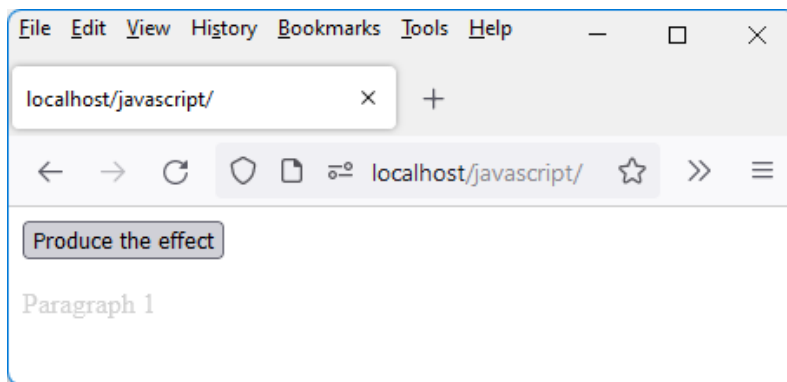 File Edit View History Bookmarks Tools Help
localhost/javascript/
localhost/javascript/
Produce the effect
Paragraph 1